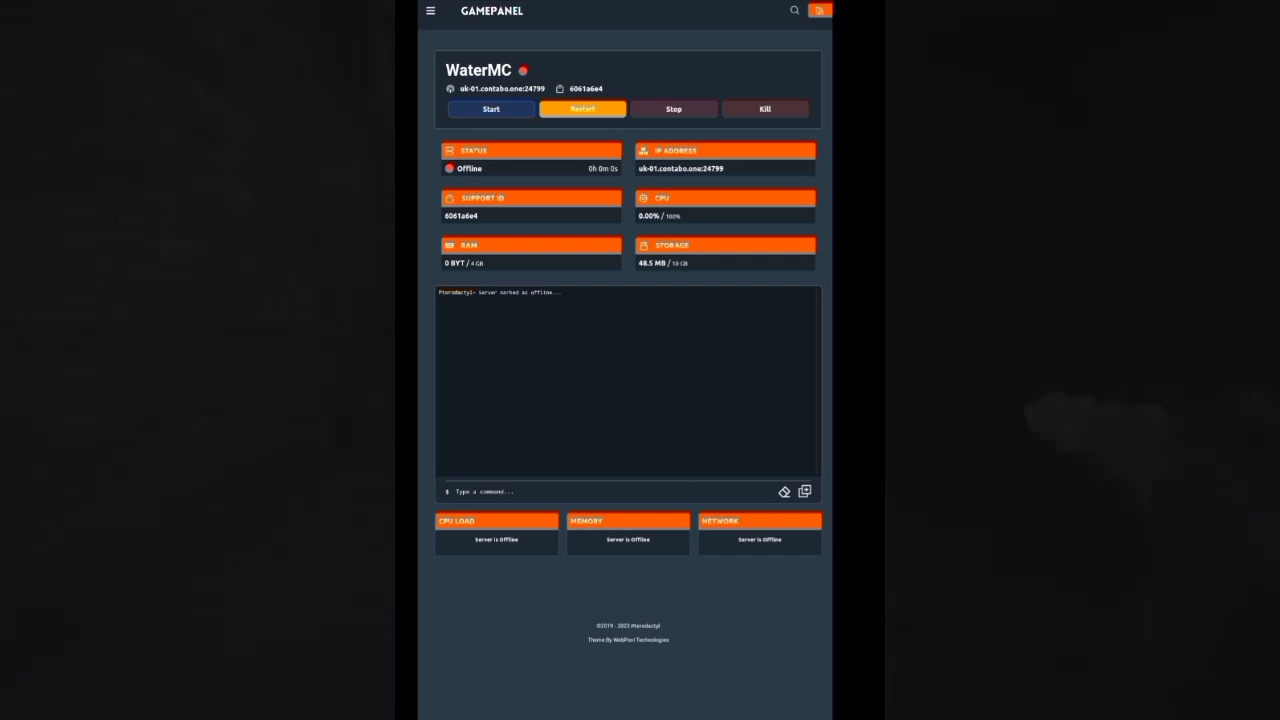 GAMEPANEL
WaterMC
uk-01.contabo.one:24799 6061a6e4
Start Restart Stop Kill
STATUS IP ADDRESS
Offline 0h 0m 0s uk-01.contabo.one:24799
SUPPORT ID CPU
6061a6e4 0.00% / 100%
RAM STORAGE
0 BYT / 4 GB 48.5 MB / 10 GB
Pterodactyl~ Server marked as offline...
$ Type a command...
CPU LOAD MEMORY NETWORK
Server is Offline Server is Offline Server is Offline
©2019 - 2023 Pterodactyl
Theme By WebPool Technologies